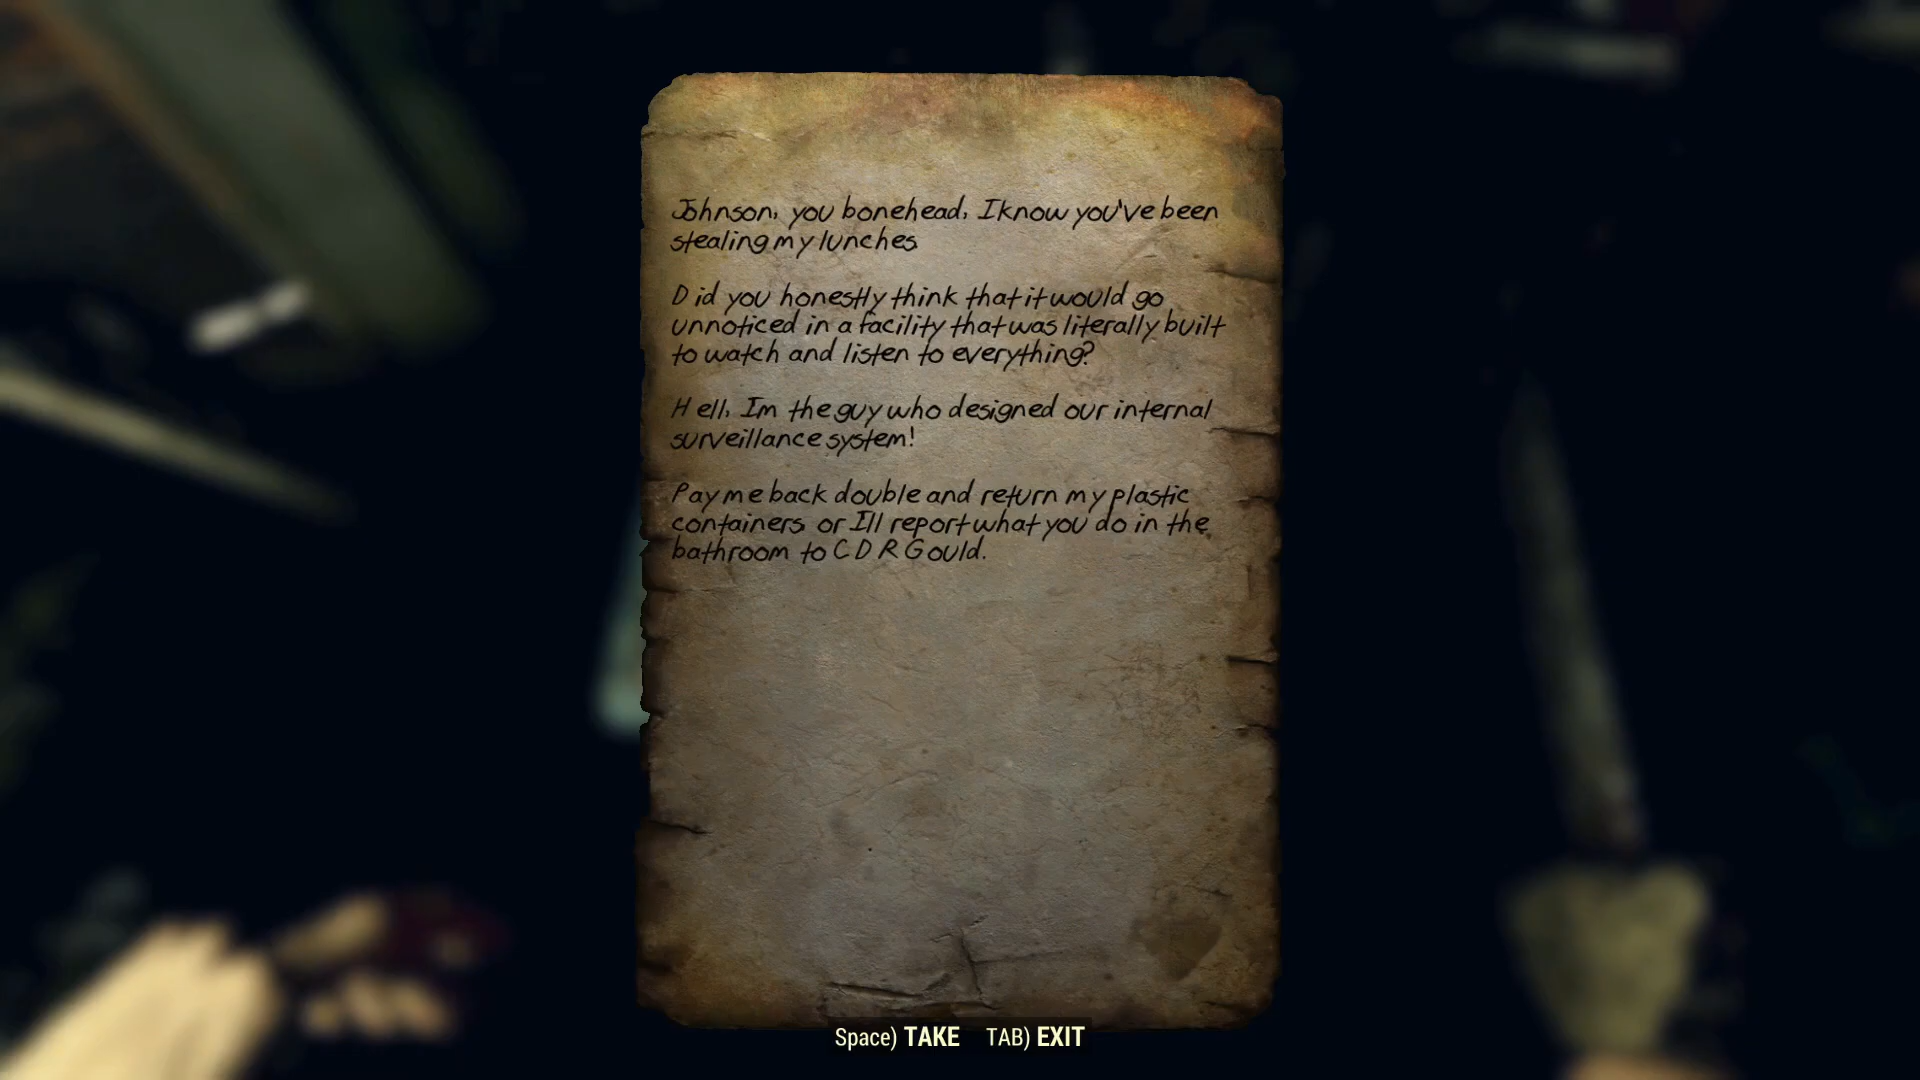 Johnson, you bonehead, I know you've been
stealing my lunches.
Did you honestly think that it would go
unnoticed in a facility that was literally built
to watch and listen to everything?
Hell, Im the guy who designed our internal
surveillance system!
Pay me back double and return my plastic
containers, or Ill report what you do in the
bathroom to CDR Gould.
Space) TAKE TAB) EXIT